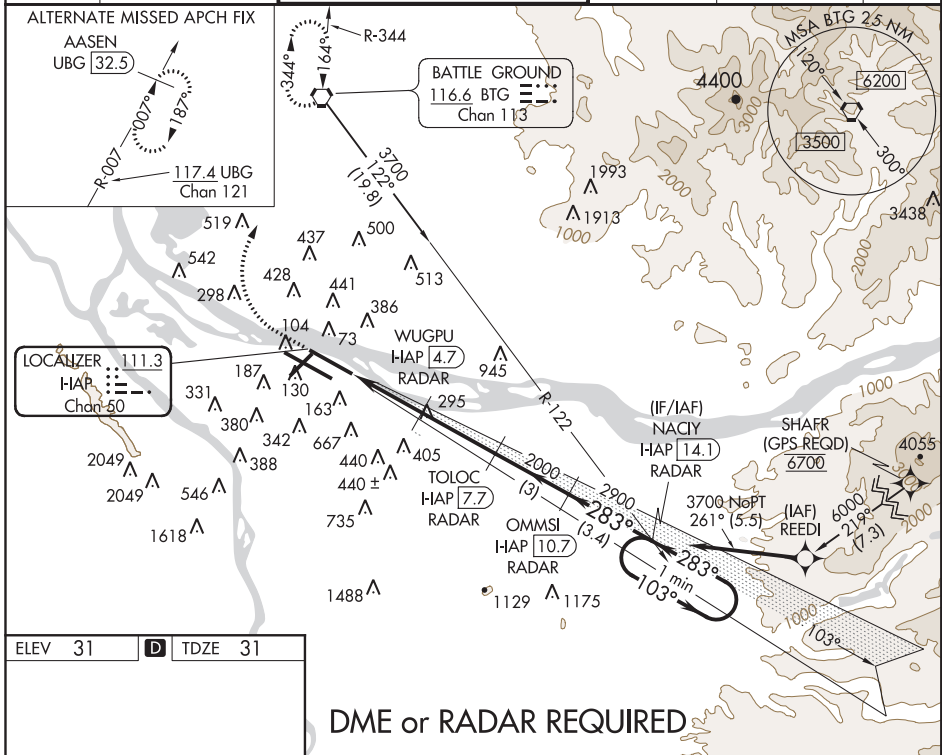 ALTERNATE MISSED APCH FIX
AASEN
UBG 32.5
007°
187°
R-007
117.4 UBG
Chan 121
R-344
344°
164°
BATTLE GROUND
116.6 BTG
Chan 113
3700
122°
(19.8)
4400
3000
2000
1000
MSA BTG 25 NM
120°
6200
3500
300°
1993
1913
3438
2000
519
437
500
542
428
441
513
298
386
104
73
WUGPU
I-IAP 4.7
RADAR
945
R-122
LOCALIZER 111.3
I-IAP
Chan 50
187
130
163
295
331
380
342
667
405
388
440
440 ±
2049
2049
546
735
1618
1488
1129
1175
TOLOC
I-IAP 7.7
RADAR
2000
(3)
OMMSI
I-IAP 10.7
RADAR
2900
283°
(3.4)
(IF/IAF)
NACIY
I-IAP 14.1
RADAR
SHAFR
(GPS REQD)
6700
4055
1000
3700 NoPT
261° (5.5)
(IAF)
REEDI
6000
219°
(7.3)
2000
283°
1 min
103°
1000
103°
ELEV 31 D TDZE 31
DME or RADAR REQUIRED